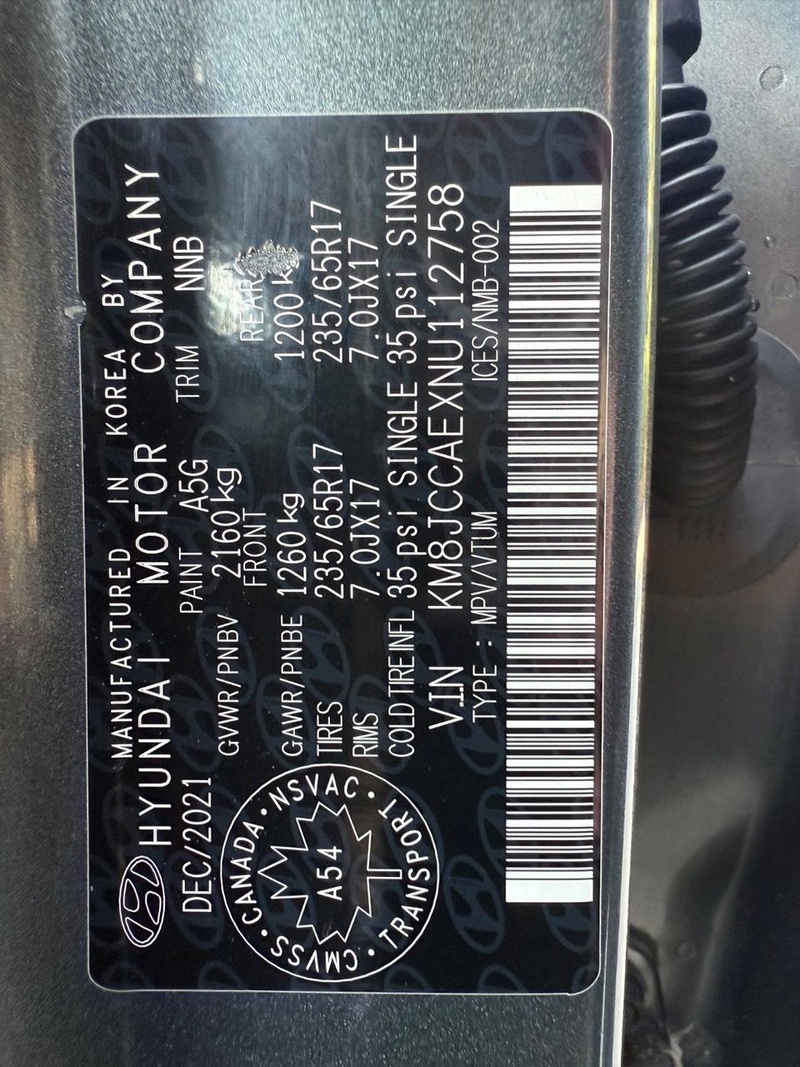 MANUFACTURED IN KOREA BY
HYUNDAI MOTOR COMPANY
DEC/2021 PAINT A5G TRIM NNB
GVWR/PNBV 2160 kg
FRONT REAR
GAWR/PNBE 1260 kg 1200 kg
TIRES 235/65R17 235/65R17
RIMS 7.0JX17 7.0JX17
COLD TIRE INFL 35 psi SINGLE 35 psi SINGLE
VIN KM8JCCAEXNU112758
TYPE : MPV/VTUM ICES/NMB-002
CANADA · NSVAC · TRANSPORT · CMVSS ·
A54